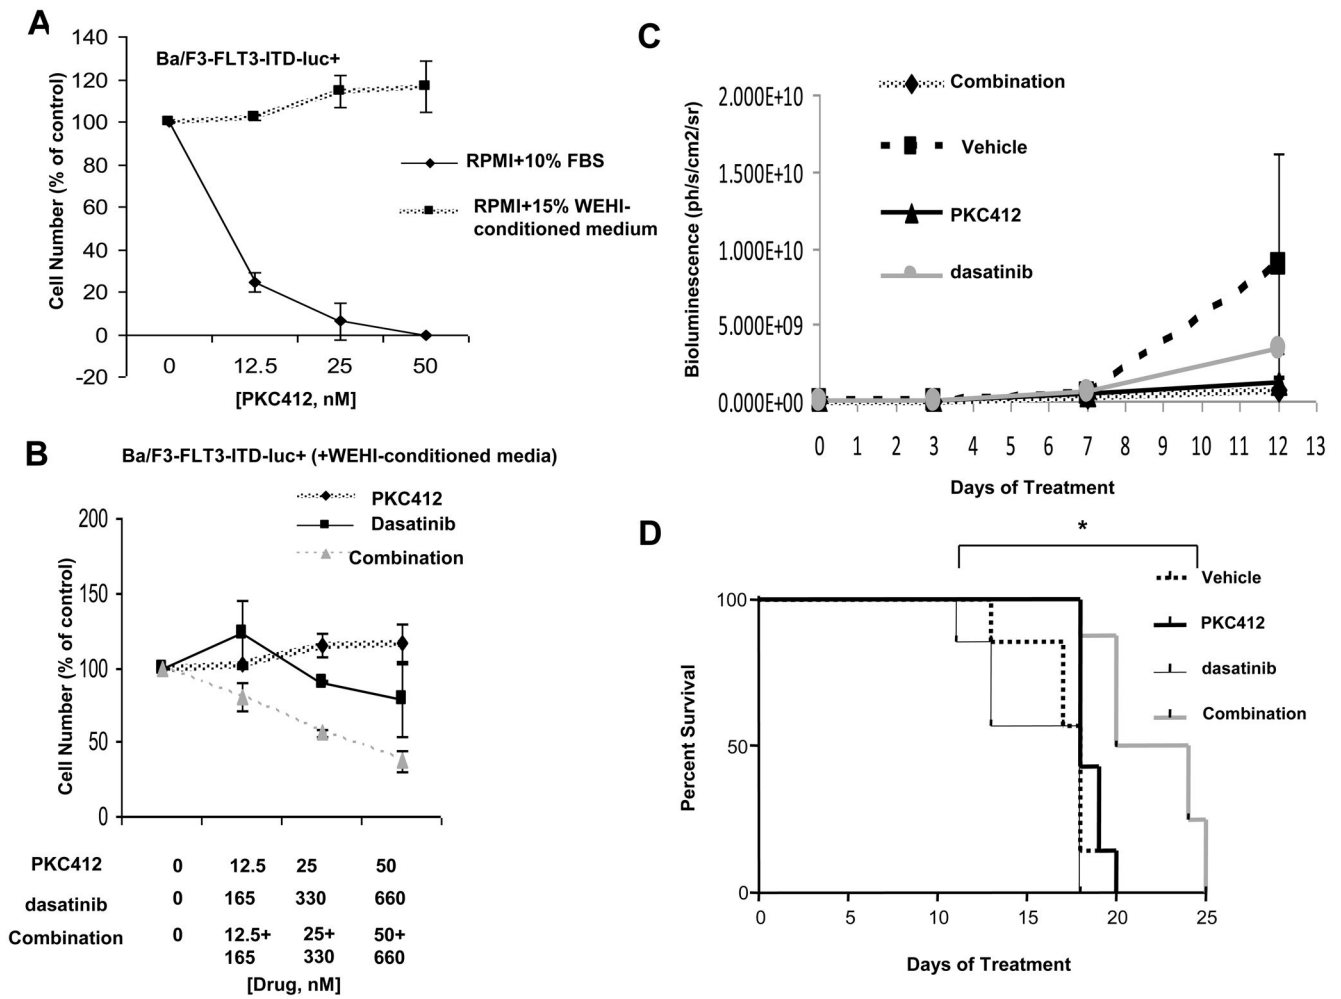 A
Ba/F3-FLT3-ITD-luc+
140
120
100
80
60
40
20
0
-20
Cell Number (% of control)
0 12.5 25 50
[PKC412, nM]
RPMI+10% FBS
RPMI+15% WEHI-
conditioned medium
B
Ba/F3-FLT3-ITD-luc+ (+WEHI-conditioned media)
PKC412
Dasatinib
Combination
200
150
100
50
0
Cell Number (% of control)
PKC412 0 12.5 25 50
dasatinib 0 165 330 660
Combination 0 12.5+ 25+ 50+
165 330 660
[Drug, nM]
C
Combination
Vehicle
PKC412
dasatinib
2.000E+10
1.500E+10
1.000E+10
5.000E+09
0.000E+00
Bioluminescence (ph/s/cm2/sr)
0 1 2 3 4 5 6 7 8 9 10 11 12 13
Days of Treatment
D
*
Vehicle
PKC412
dasatinib
Combination
100
50
0
Percent Survival
0 5 10 15 20 25
Days of Treatment